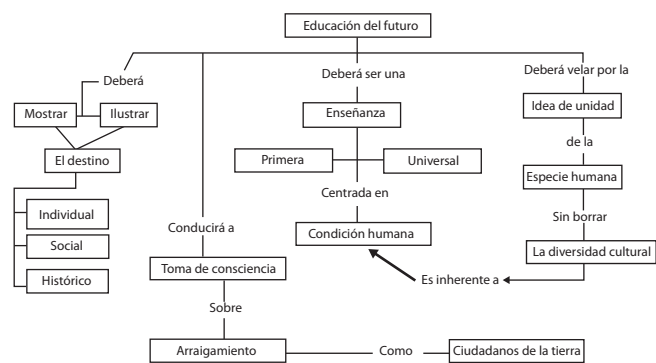 Educación del futuro
Deberá
Deberá ser una
Deberá velar por la
Mostrar
Ilustrar
Enseñanza
Idea de unidad
El destino
Primera
Universal
de la
Especie humana
Individual
Centrada en
Social
Conducirá a
Condición humana
Sin borrar
Histórico
Toma de consciencia
La diversidad cultural
Es inherente a
Sobre
Arraigamiento
Como
Ciudadanos de la tierra